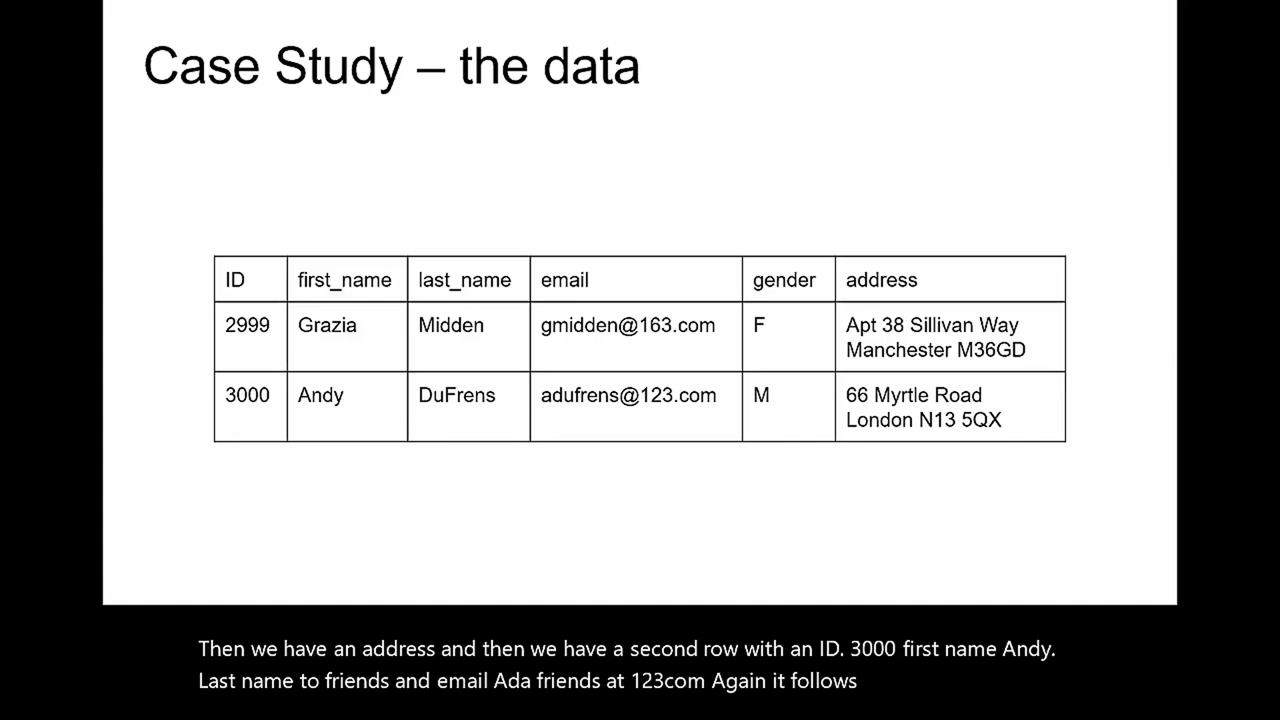 Case Study – the data
ID first_name last_name email gender address
2999 Grazia Midden gmidden@163.com F Apt 38 Sillivan Way
Manchester M36GD
3000 Andy DuFrens adufrens@123.com M 66 Myrtle Road
London N13 5QX
Then we have an address and then we have a second row with an ID. 3000 first name Andy.
Last name to friends and email Ada friends at 123com Again it follows